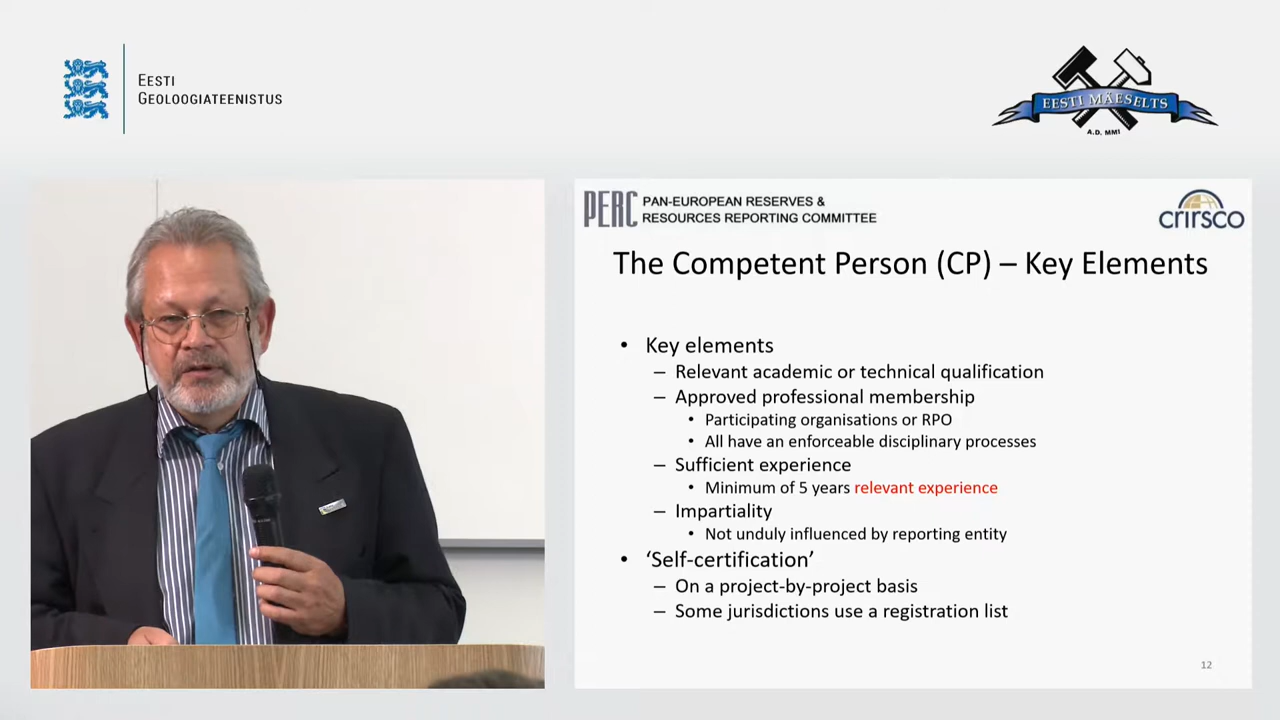 EESTI
GEOLOOGIATEENISTUS
EESTI MÄESELTS
A.D. MMI
PERC PAN-EUROPEAN RESERVES &
RESOURCES REPORTING COMMITTEE
crirsco
The Competent Person (CP) – Key Elements
• Key elements
– Relevant academic or technical qualification
– Approved professional membership
• Participating organisations or RPO
• All have an enforceable disciplinary processes
– Sufficient experience
• Minimum of 5 years relevant experience
– Impartiality
• Not unduly influenced by reporting entity
• ‘Self-certification’
– On a project-by-project basis
– Some jurisdictions use a registration list
12